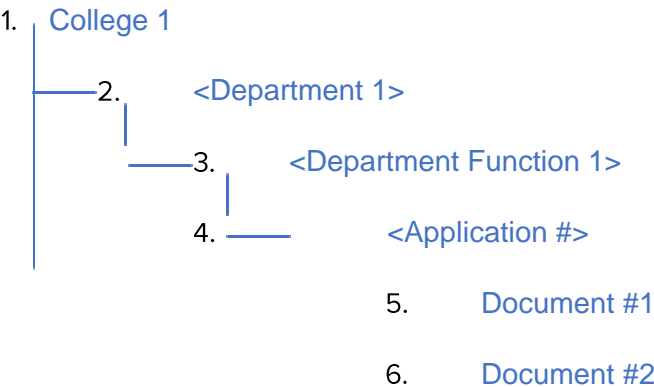 1. College 1
2. <Department 1>
3. <Department Function 1>
4. <Application #>
5. Document #1
6. Document #2